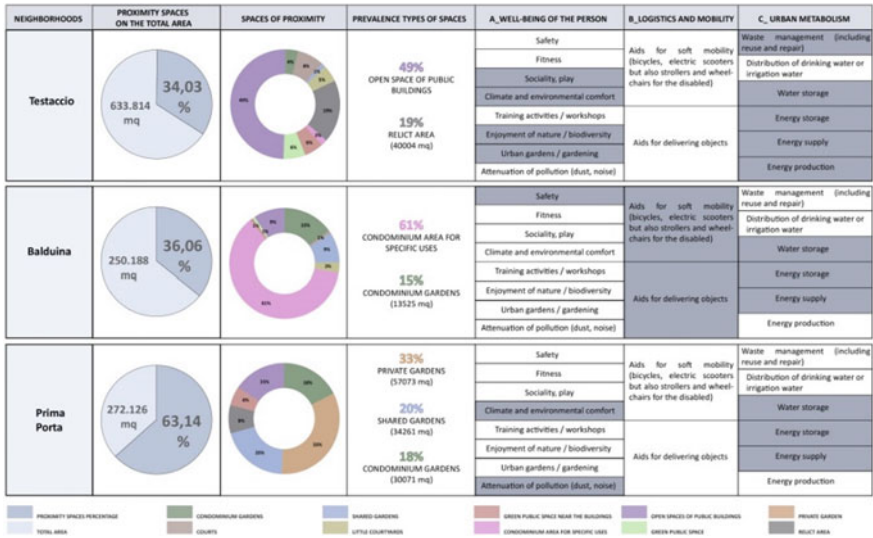 NEIGHBORHOODS
PROXIMITY SPACES
ON THE TOTAL AREA
SPACES OF PROXIMITY
PREVALENCE TYPES OF SPACES
A_WELL-BEING OF THE PERSON
B_LOGISTICS AND MOBILITY
C_ URBAN METABOLISM
Testaccio
34,03
%
633.814
mq
49%
OPEN SPACE OF PUBLIC
BUILDINGS
19%
RELICT AREA
(40004 mq)
Safety
Fitness
Sociality, play
Climate and environmental comfort
Training activities / workshops
Enjoyment of nature / biodiversity
Urban gardens / gardening
Attenuation of pollution (dust, noise)
Aids for soft mobility
(bicycles, electric scooters
but also strollers and wheel-
chairs for the disabled)
Aids for delivering objects
Waste management (including
reuse and repair)
Distribution of drinking water or
irrigation water
Water storage
Energy storage
Energy supply
Energy production
Balduina
36,06
%
250.188
mq
61%
61%
CONDOMINIUM AREA FOR
SPECIFIC USES
15%
CONDOMINIUM GARDENS
(13525 mq)
Safety
Fitness
Sociality, play
Climate and environmental comfort
Training activities / workshops
Enjoyment of nature / biodiversity
Urban gardens / gardening
Attenuation of pollution (dust, noise)
Aids for soft mobility
(bicycles, electric scooters
but also strollers and wheel-
chairs for the disabled)
Aids for delivering objects
Waste management (including
reuse and repair)
Distribution of drinking water or
irrigation water
Water storage
Energy storage
Energy supply
Energy production
Prima
Porta
272.126
mq
63,14
%
33%
PRIVATE GARDENS
(57073 mq)
20%
SHARED GARDENS
(34261 mq)
18%
CONDOMINIUM GARDENS
(30071 mq)
Safety
Fitness
Sociality, play
Climate and environmental comfort
Training activities / workshops
Enjoyment of nature / biodiversity
Urban gardens / gardening
Attenuation of pollution (dust, noise)
Aids for soft mobility
(bicycles, electric scooters
but also strollers and wheel-
chairs for the disabled)
Aids for delivering objects
Waste management (including
reuse and repair)
Distribution of drinking water or
irrigation water
Water storage
Energy storage
Energy supply
Energy production
PROXIMITY SPACES PERCENTAGE
CONDOMINIUM GARDENS
SHARED GARDENS
GREEN PUBLIC SPACE NEAR THE BUILDINGS
OPEN SPACES OF PUBLIC BUILDINGS
PRIVATE GARDEN
TOTAL AREA
COURTS
LITTLE COURTYARDS
CONDOMINIUM AREA FOR SPECIFIC USES
GREEN PUBLIC SPACE
RELICT AREA